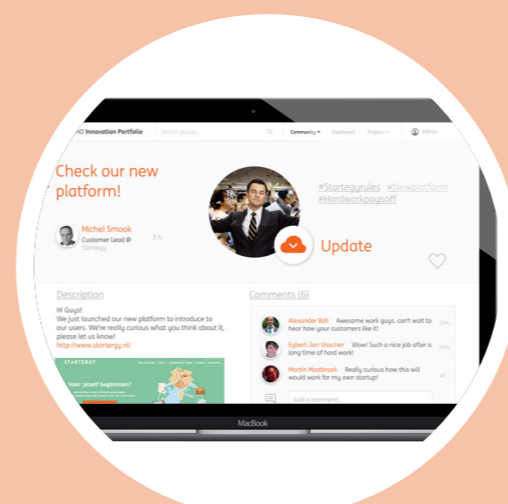 Innovation Portfolio Search people... Community Dashboard Projects Admin
Check our new
platform!
#Startegyrules #Newplatform
#Hardworkpaysoff
Michel Smook
Customer Lead @
Startegy
3 h
Update
Description
Comments (6)
Hi Guys!
We just launched our new platform to introduce to
our users. We're really curious what you think about it,
please let us know!
http://www.startergy.nl/
Alexander Ball Awesome work guys, can't wait to
hear how your customers like it!
Egbert-Jan Visscher Wow! Such a nice job after a
long time of hard work!
Martin Mastbroek Really curious how this will
would work for my own startup!
Add a comment...
STARTERGY
Voor jezelf beginnen?
MacBook